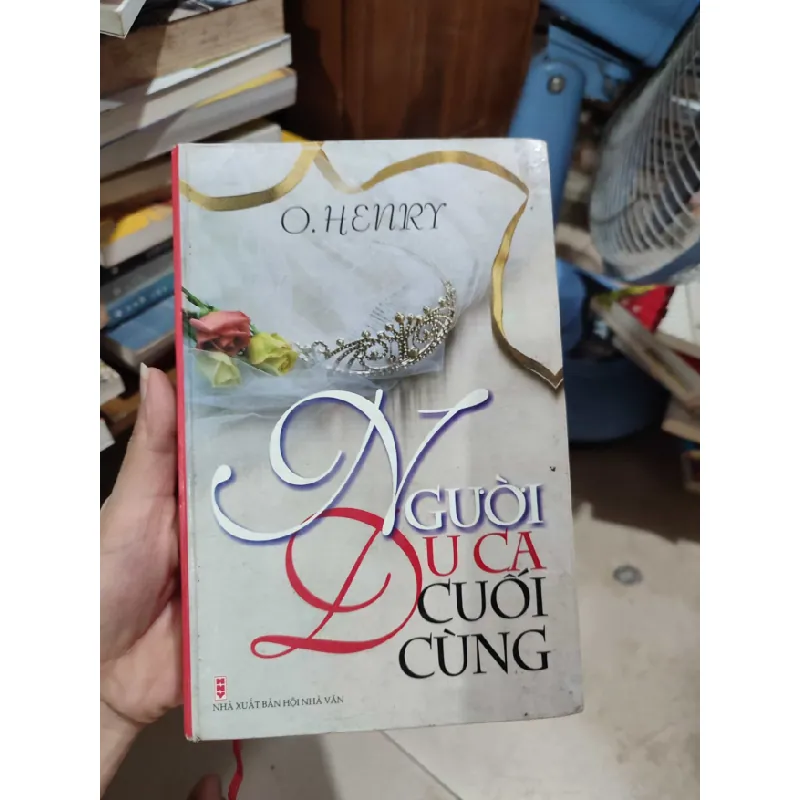 O. HENRY
NGƯỜI
DU CA
CUỐI
CÙNG
NHÀ XUẤT BẢN HỘI NHÀ VĂN